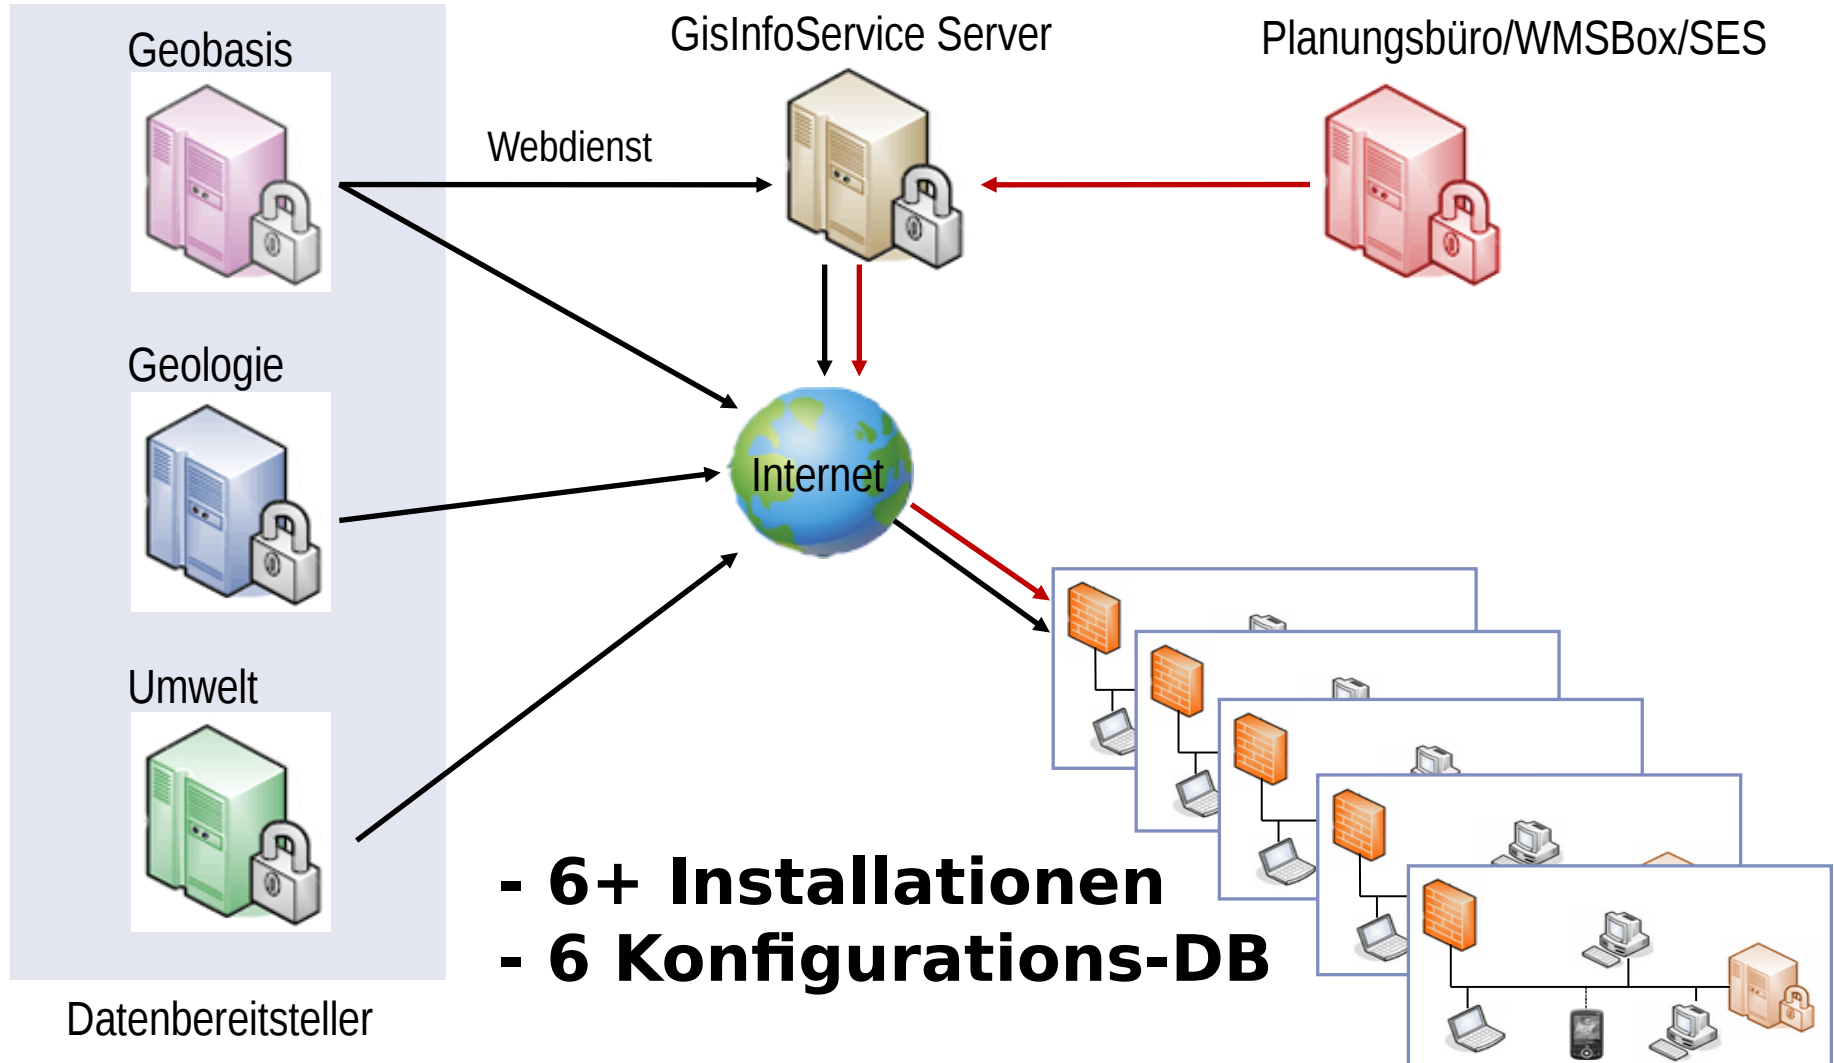 Geobasis
GisInfoService Server
Planungsbüro/WMSBox/SES
Webdienst
Geologie
Internet
Umwelt
- 6+ Installationen
- 6 Konfigurations-DB
Datenbereitsteller